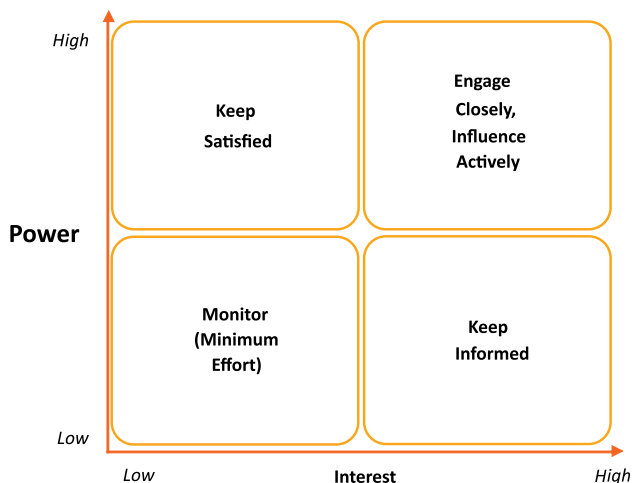 High
Keep
Satisfied
Engage
Closely,
Influence
Actively
Power
Monitor
(Minimum
Effort)
Keep
Informed
Low
Low
Interest
High